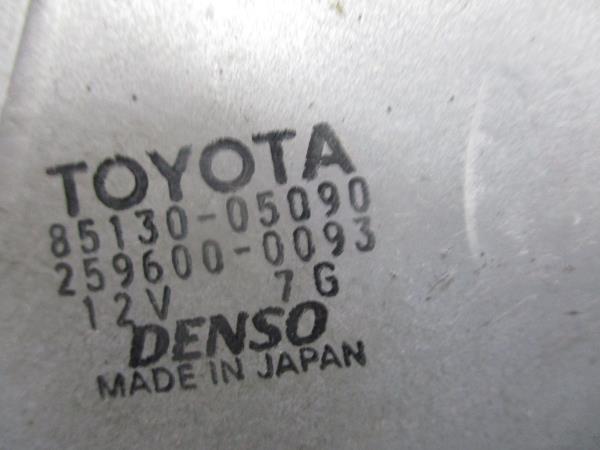 TOYOTA
85130-05090
259600-0093
12V 7G
DENSO
MADE IN JAPAN